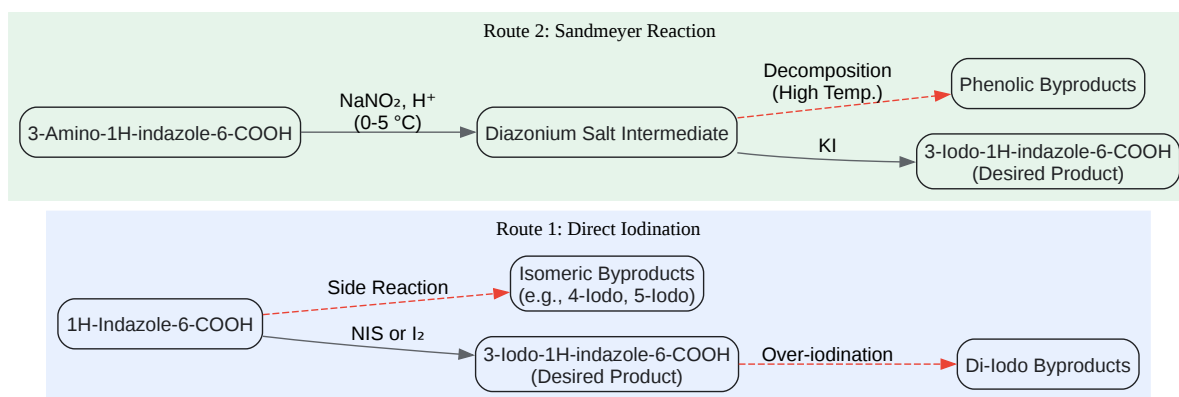 Route 2: Sandmeyer Reaction
3-Amino-1H-indazole-6-COOH
NaNO₂, H⁺
(0-5 °C)
Diazonium Salt Intermediate
Decomposition
(High Temp.)
Phenolic Byproducts
KI
3-Iodo-1H-indazole-6-COOH
(Desired Product)
Route 1: Direct Iodination
1H-Indazole-6-COOH
Side Reaction
Isomeric Byproducts
(e.g., 4-Iodo, 5-Iodo)
NIS or I₂
3-Iodo-1H-indazole-6-COOH
(Desired Product)
Over-iodination
Di-Iodo Byproducts